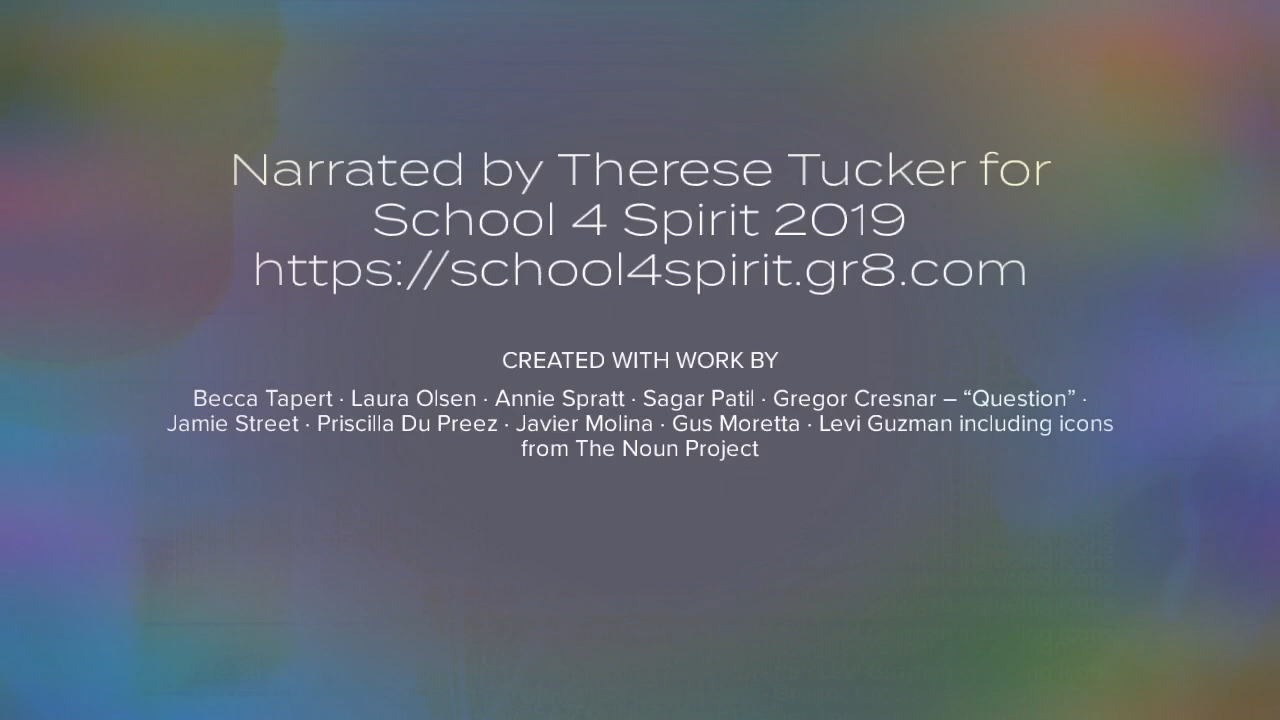 Narrated by Therese Tucker for
School 4 Spirit 2019
https://school4spirit.gr8.com
CREATED WITH WORK BY
Becca Tapert · Laura Olsen · Annie Spratt · Sagar Patil · Gregor Cresnar – “Question” ·
Jamie Street · Priscilla Du Preez · Javier Molina · Gus Moretta · Levi Guzman including icons
from The Noun Project